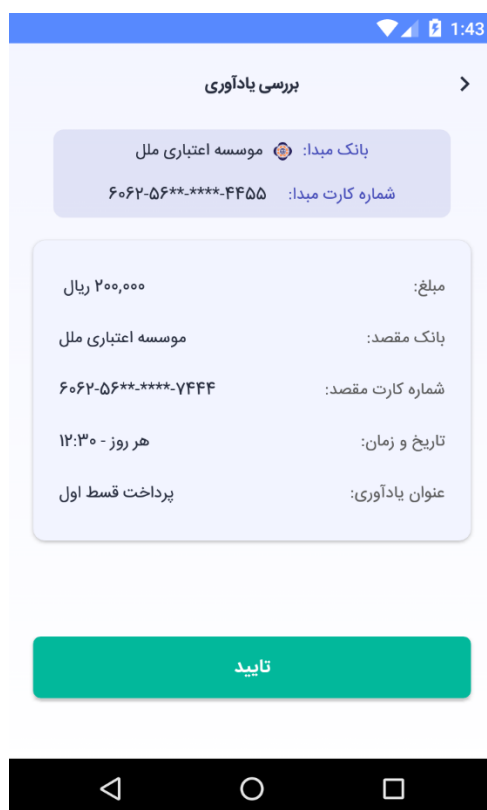 1:43
بررسی یادآوری
بانک مبدا: موسسه اعتباری ملل
شماره کارت مبدا: ۶۰۶۲-۵۶**-****-۴۴۵۵
مبلغ: ۲۰۰,۰۰۰ ریال
بانک مقصد: موسسه اعتباری ملل
شماره کارت مقصد: ۶۰۶۲-۵۶**-****-۷۴۴۴
تاریخ و زمان: هر روز - ۱۲:۳۰
عنوان یادآوری: پرداخت قسط اول
تایید